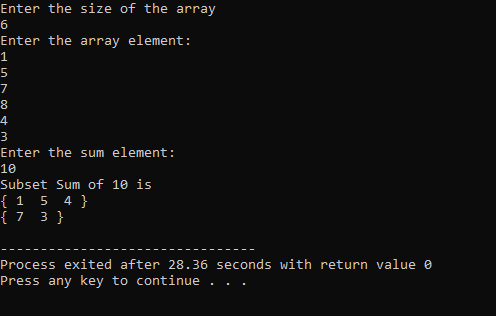 Enter the size of the array
6
Enter the array element:
1
5
7
8
4
3
Enter the sum element:
10
Subset Sum of 10 is
{ 1  5  4 }
{ 7  3 }
--------------------------------
Process exited after 28.36 seconds with return value 0
Press any key to continue . . .